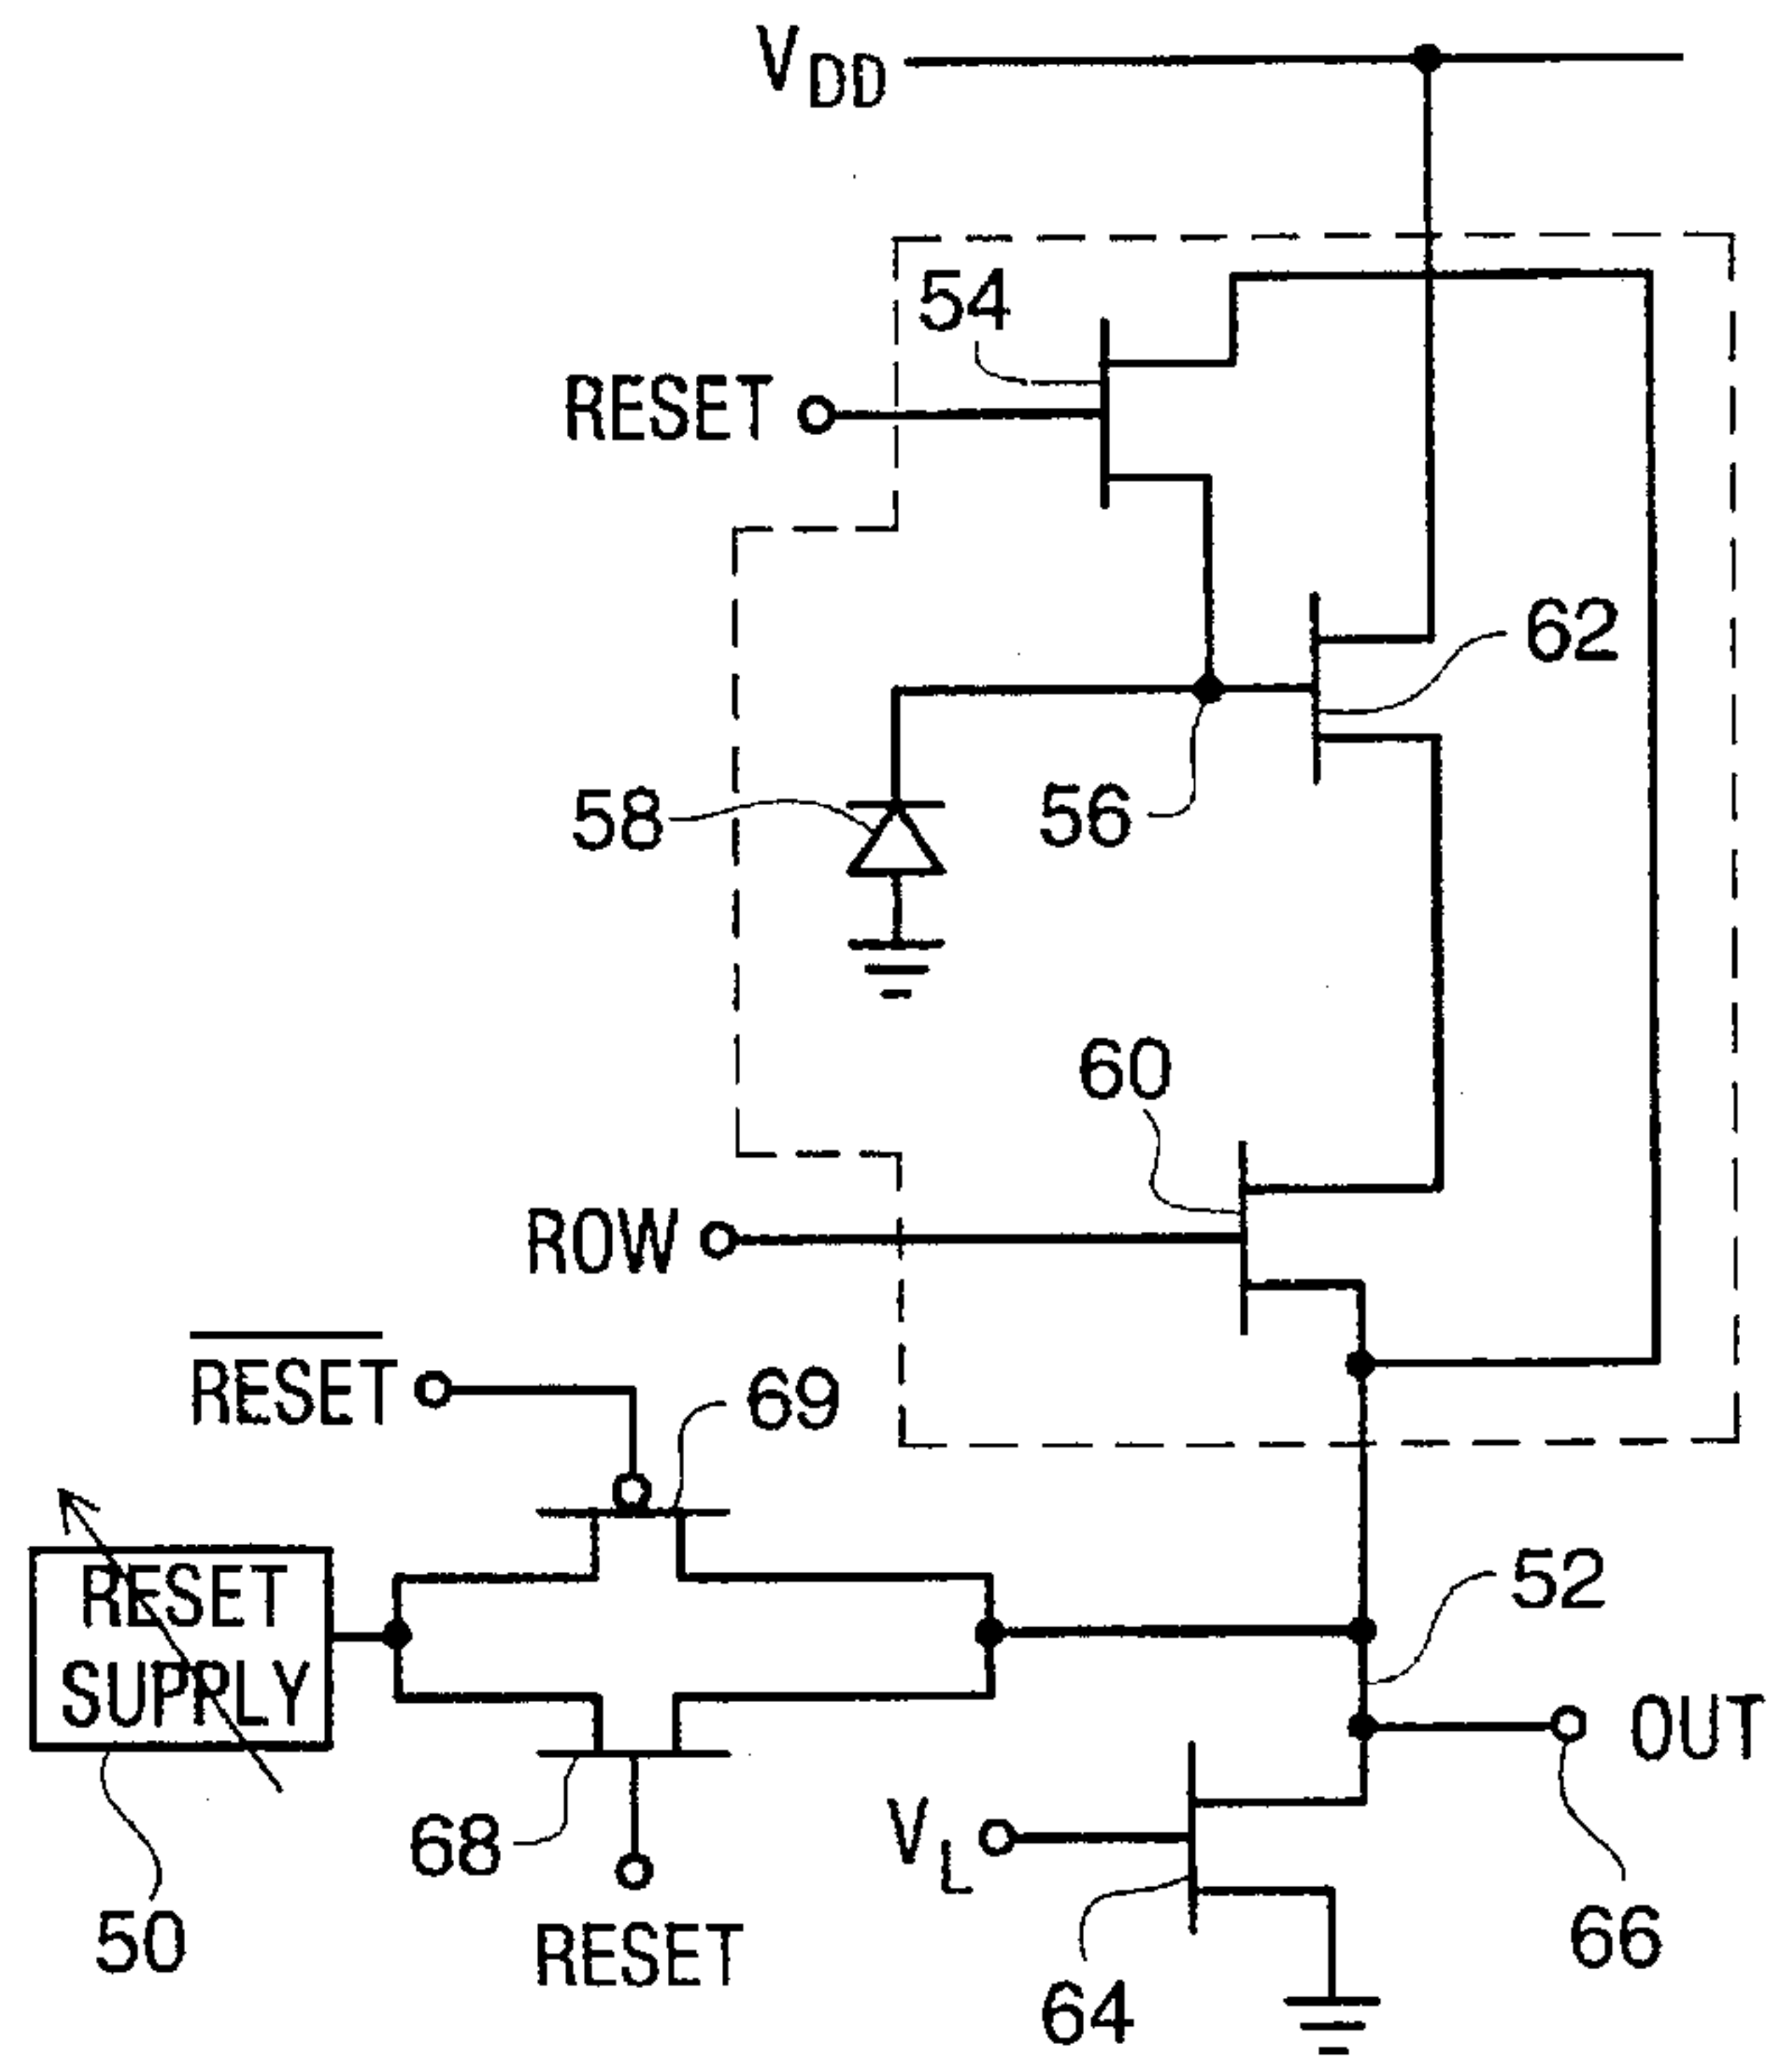 VDD
54
RESET
62
58
56
60
ROW
RESET
69
RESET
SUPPLY
52
OUT
68
VL
50
RESET
64
66